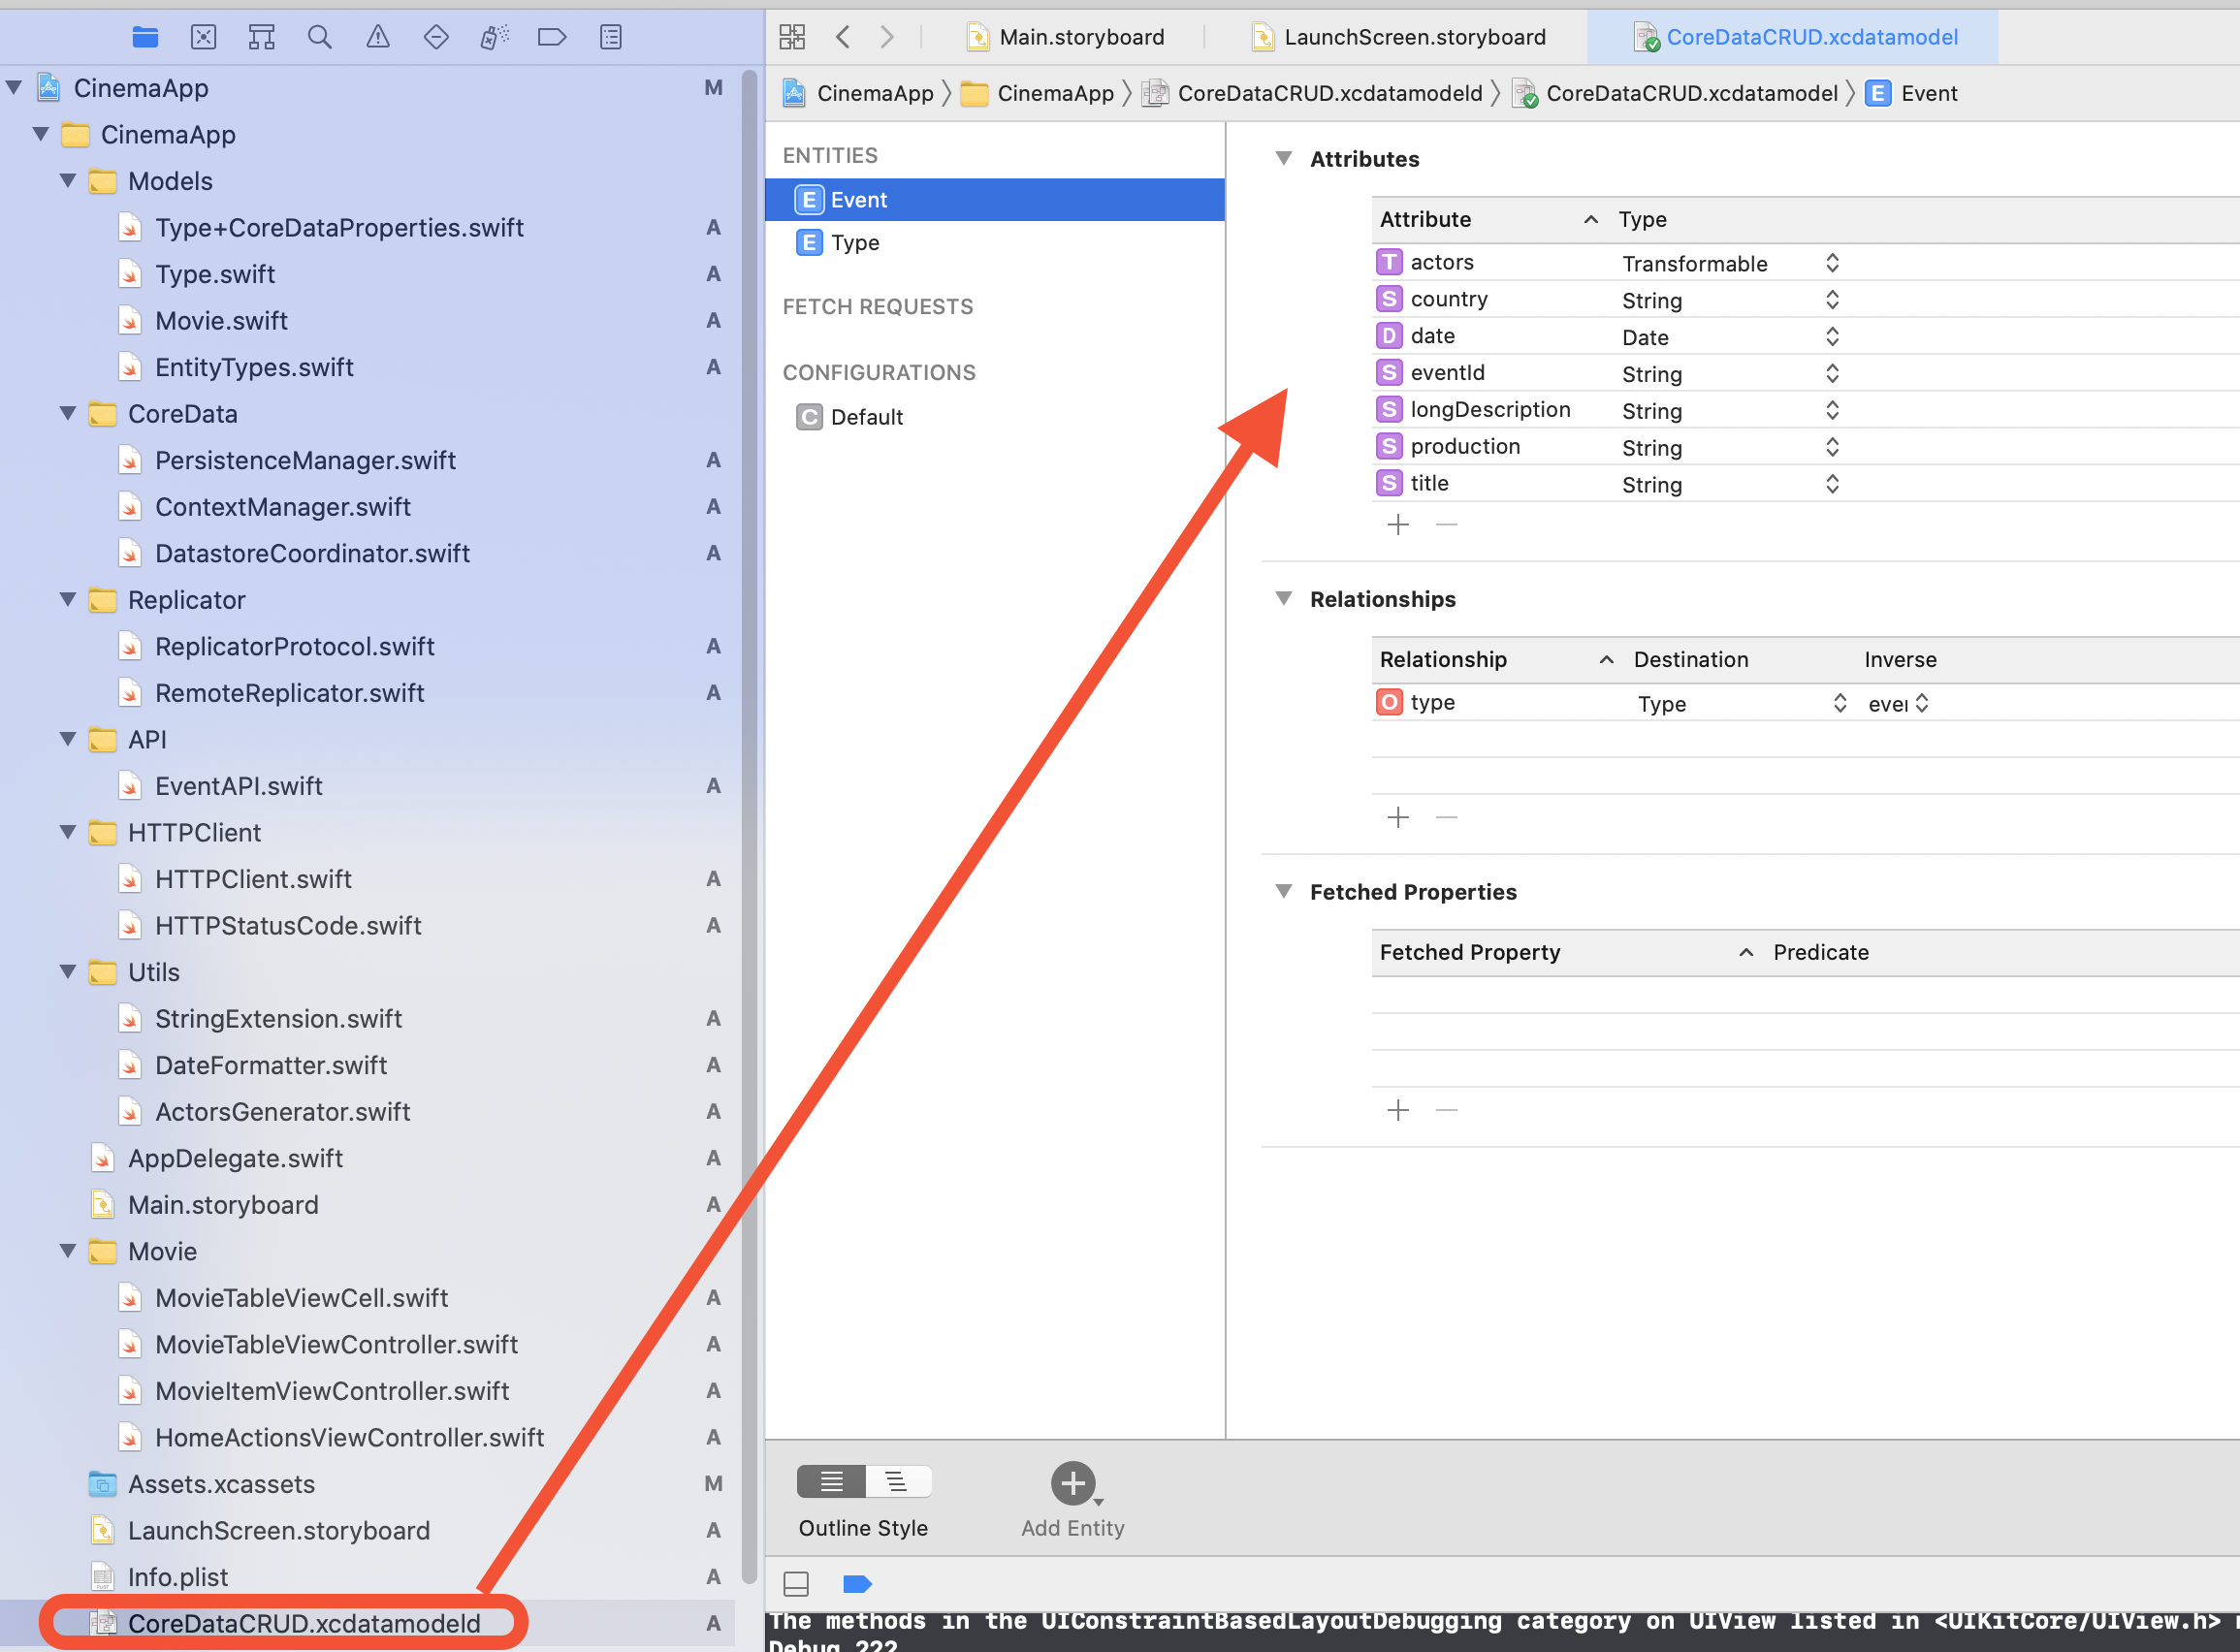 CinemaApp M
CinemaApp
Models
Type+CoreDataProperties.swift A
Type.swift A
Movie.swift A
EntityTypes.swift A
CoreData
PersistenceManager.swift A
ContextManager.swift A
DatastoreCoordinator.swift A
Replicator
ReplicatorProtocol.swift A
RemoteReplicator.swift A
API
EventAPI.swift A
HTTPClient
HTTPClient.swift A
HTTPStatusCode.swift A
Utils
StringExtension.swift A
DateFormatter.swift A
ActorsGenerator.swift A
AppDelegate.swift A
Main.storyboard A
Movie
MovieTableViewCell.swift A
MovieTableViewController.swift A
MovieItemViewController.swift A
HomeActionsViewController.swift A
Assets.xcassets M
LaunchScreen.storyboard A
Info.plist A
CoreDataCRUD.xcdatamodeld A
Main.storyboard LaunchScreen.storyboard CoreDataCRUD.xcdatamodel
CinemaApp CinemaApp CoreDataCRUD.xcdatamodeld CoreDataCRUD.xcdatamodel E Event
ENTITIES
E Event
E Type
FETCH REQUESTS
CONFIGURATIONS
C Default
Attributes
Attribute Type
T actors Transformable
S country String
D date Date
S eventId String
S longDescription String
S production String
S title String
Relationships
Relationship Destination Inverse
O type Type ever
Fetched Properties
Fetched Property Predicate
Outline Style Add Entity
The methods in the UIConstraintBasedLayoutDebugging category on UIView listed in <UIKitCore/UIView.h>
Debug 222